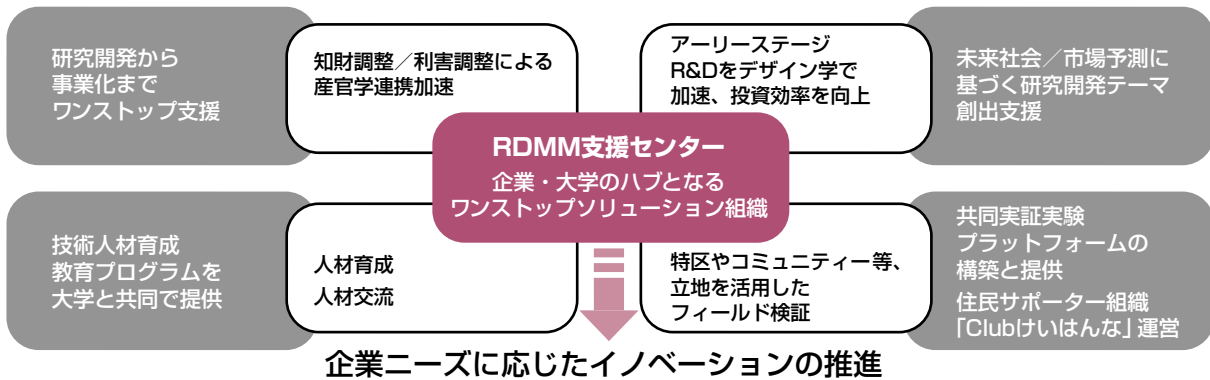 研究開発から
事業化まで
ワンストップ支援
知財調整／利害調整による
産官学連携加速
アーリーステージ
R&Dをデザイン学で
加速、投資効率を向上
未来社会／市場予測に
基づく研究開発テーマ
創出支援
RDMM支援センター
企業・大学のハブとなる
ワンストップソリューション組織
技術人材育成
教育プログラムを
大学と共同で提供
人材育成
人材交流
特区やコミュニティー等、
立地を活用した
フィールド検証
共同実証実験
プラットフォームの
構築と提供
住民サポーター組織
「Clubけいはんな」運営
企業ニーズに応じたイノベーションの推進